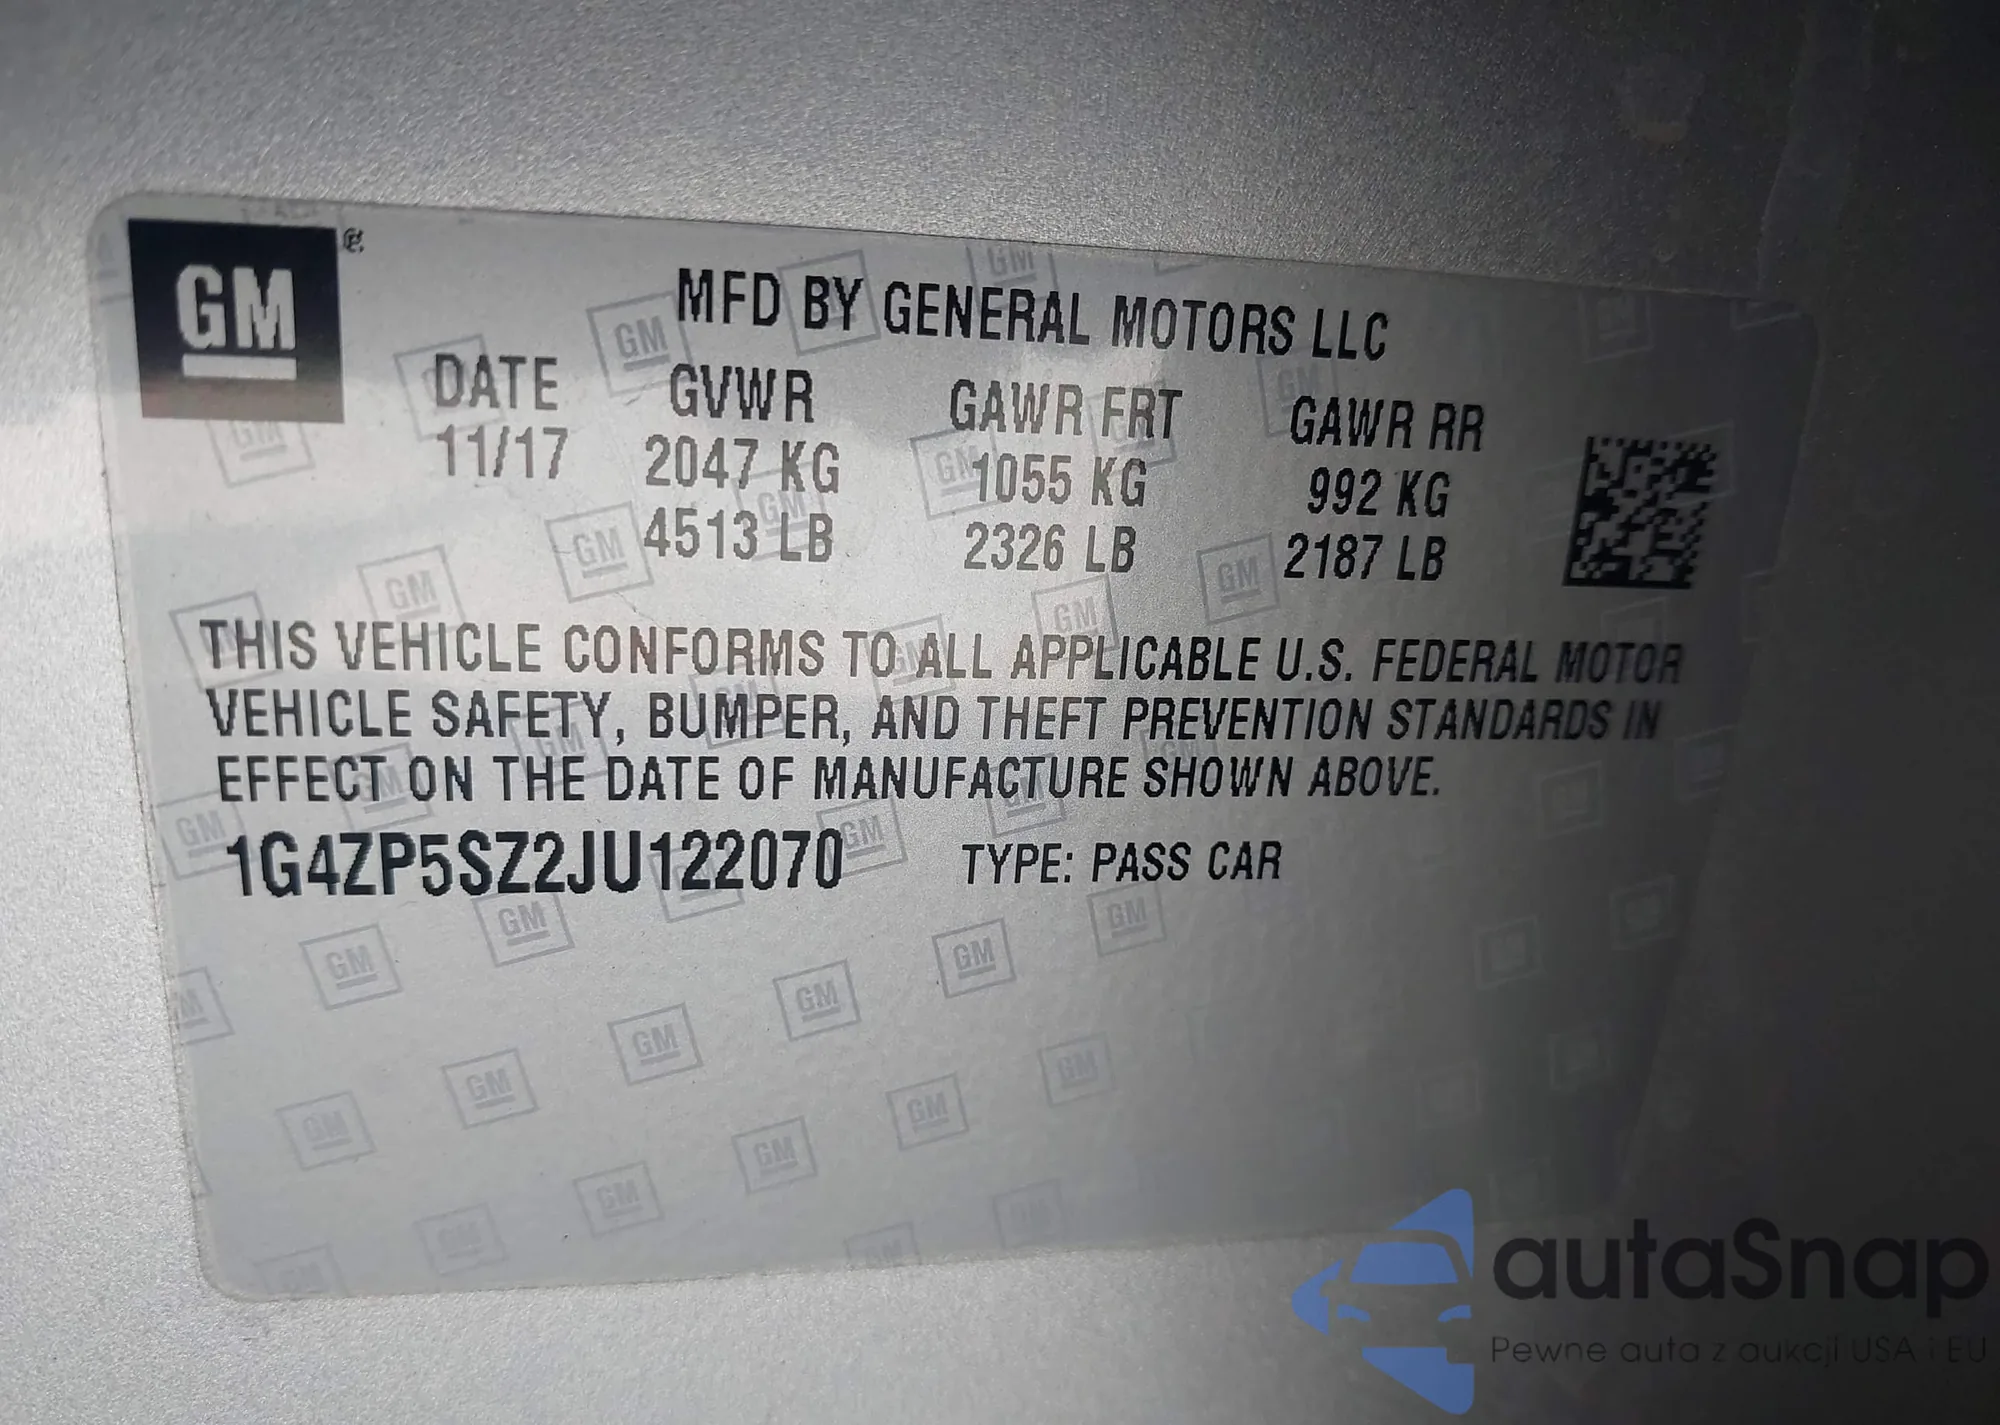 GM
MFD BY GENERAL MOTORS LLC
DATE GVWR GAWR FRT GAWR RR
11/17 2047 KG 1055 KG 992 KG
4513 LB 2326 LB 2187 LB
THIS VEHICLE CONFORMS TO ALL APPLICABLE U.S. FEDERAL MOTOR
VEHICLE SAFETY, BUMPER, AND THEFT PREVENTION STANDARDS IN
EFFECT ON THE DATE OF MANUFACTURE SHOWN ABOVE.
1G4ZP5SZ2JU122070 TYPE: PASS CAR
autaSnap
Pewne auta z aukcji USA i EU